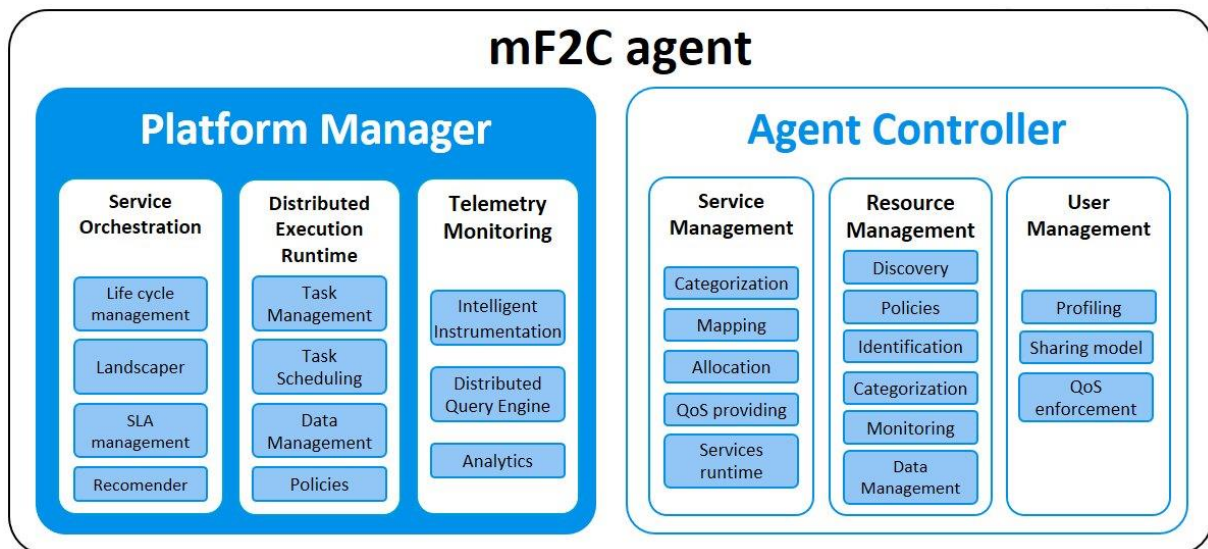 mF2C agent
Platform Manager
Service
Orchestration
Life cycle
management
Landscaper
SLA
management
Recomender
Distributed
Execution
Runtime
Task
Management
Task
Scheduling
Data
Management
Policies
Telemetry
Monitoring
Intelligent
Instrumentation
Distributed
Query Engine
Analytics
Agent Controller
Service
Management
Categorization
Mapping
Allocation
QoS providing
Services
runtime
Resource
Management
Discovery
Policies
Identification
Categorization
Monitoring
Data
Management
User
Management
Profiling
Sharing model
QoS
enforcement